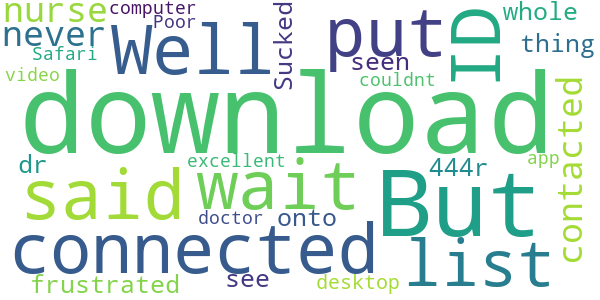 nurse computer Poor whole
never Well Sucked put ID
Safari seen thing
video couldnt
download
dr excellent 444r app
said wait But contacted
doctor onto
connected list
frustrated see desktop